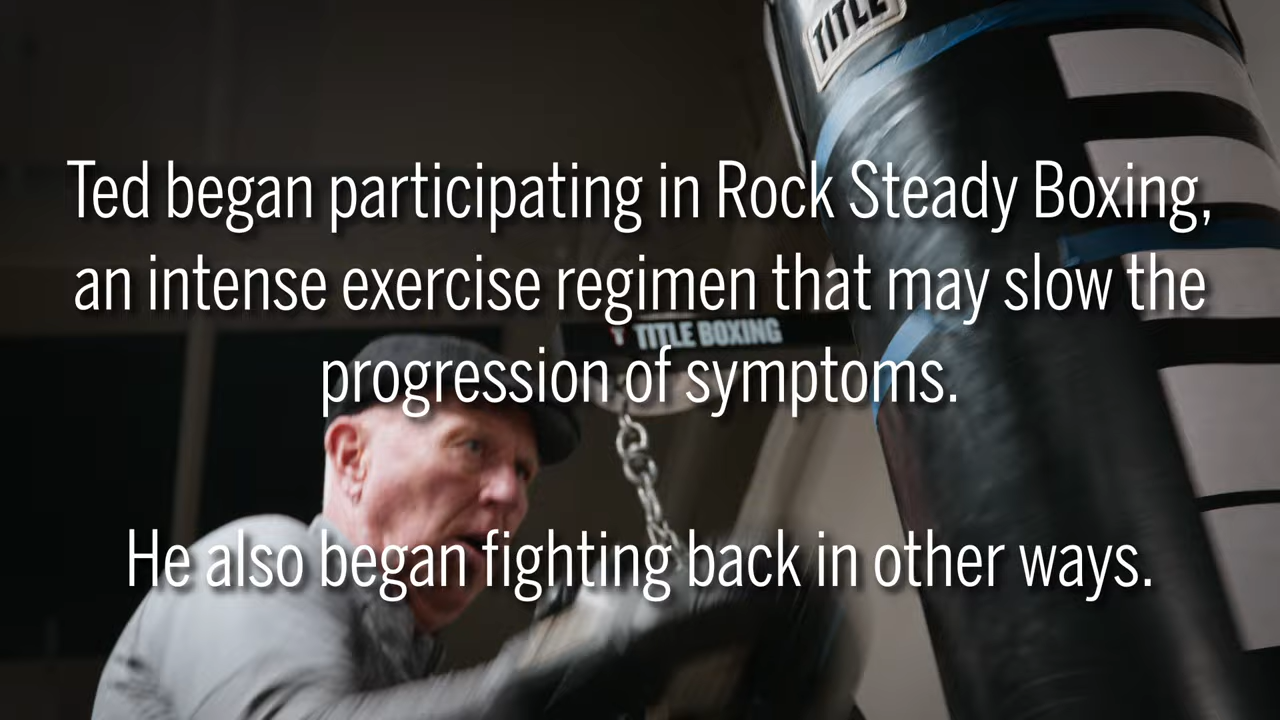 TITLE
Ted began participating in Rock Steady Boxing,
an intense exercise regimen that may slow the
TITLE BOXING
progression of symptoms.
He also began fighting back in other ways.